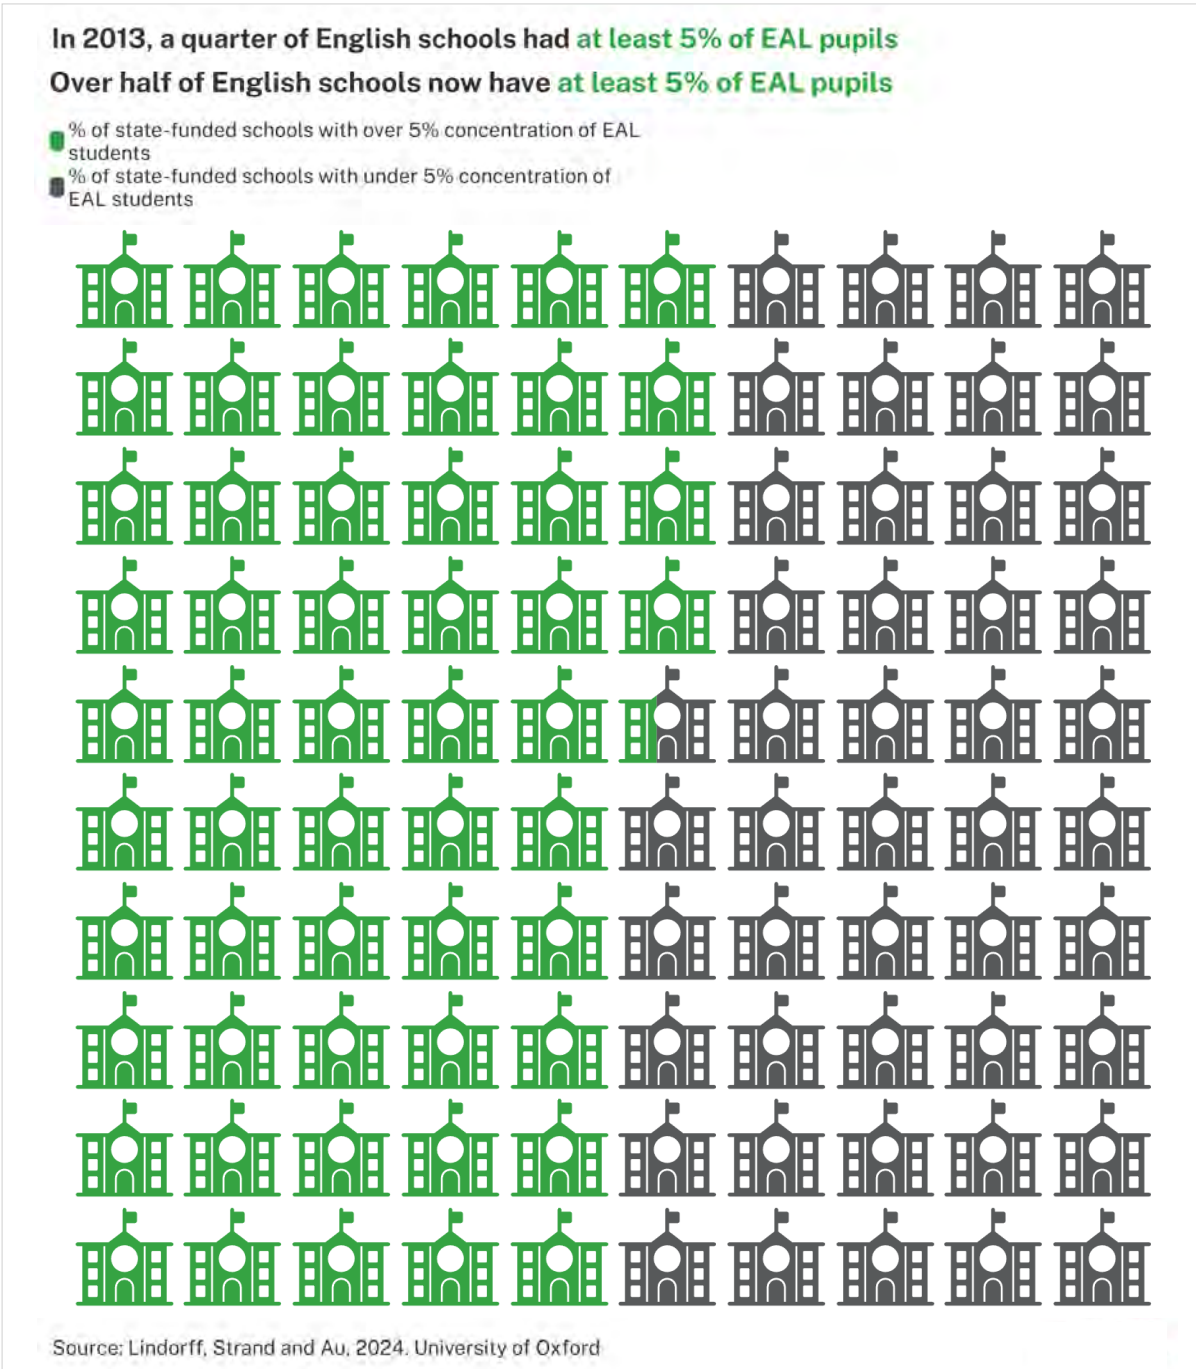 In 2013, a quarter of English schools had at least 5% of EAL pupils
Over half of English schools now have at least 5% of EAL pupils
% of state-funded schools with over 5% concentration of EAL
students
% of state-funded schools with under 5% concentration of
EAL students
Source: Lindorff, Strand and Au, 2024. University of Oxford